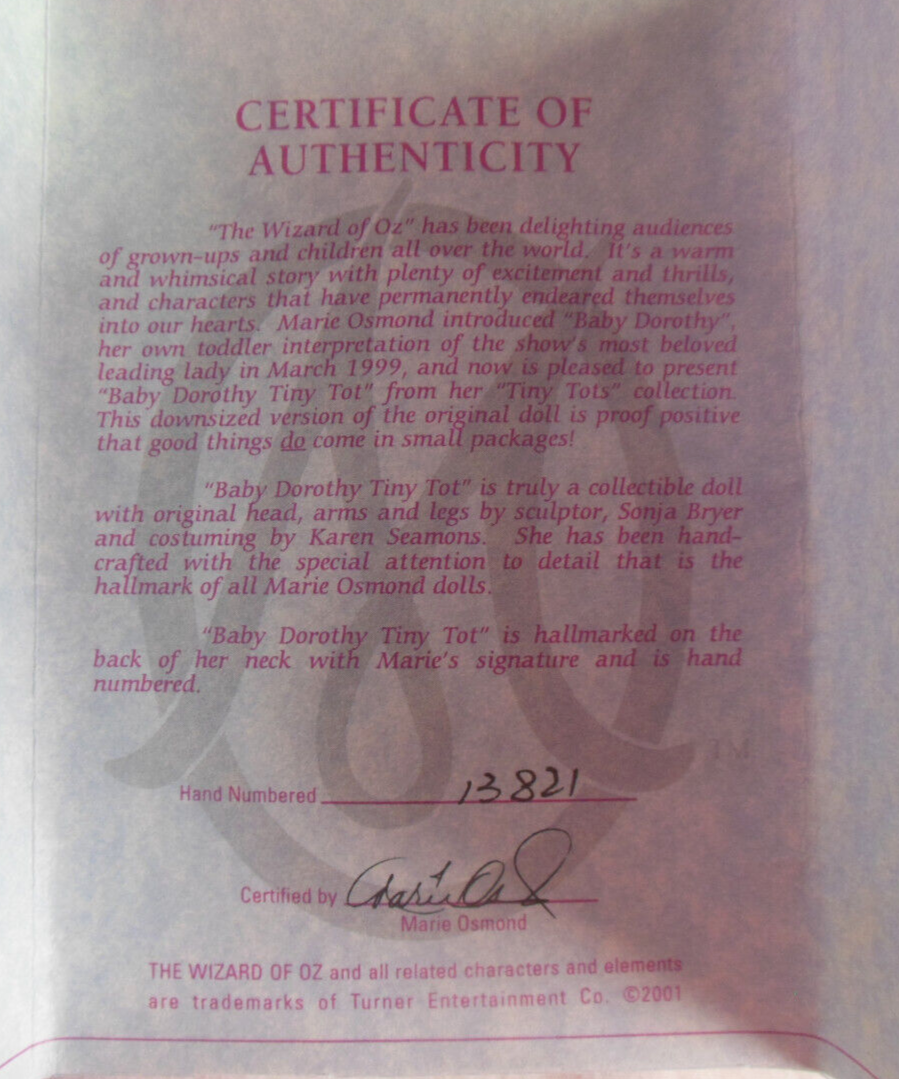 CERTIFICATE OF
AUTHENTICITY
"The Wizard of Oz" has been delighting audiences
of grown-ups and children all over the world. It's a warm
and whimsical story with plenty of excitement and thrills,
and characters that have permanently endeared themselves
into our hearts. Marie Osmond introduced "Baby Dorothy",
her own toddler interpretation of the show's most beloved
leading lady in March 1999, and now is pleased to present
"Baby Dorothy Tiny Tot" from her "Tiny Tots" collection.
This downsized version of the original doll is proof positive
that good things do come in small packages!
"Baby Dorothy Tiny Tot" is truly a collectible doll
with original head, arms and legs by sculptor, Sonja Bryer
and costuming by Karen Seamons. She has been hand-
crafted with the special attention to detail that is the
hallmark of all Marie Osmond dolls.
"Baby Dorothy Tiny Tot" is hallmarked on the
back of her neck with Marie's signature and is hand
numbered.
TM
Hand Numbered 13821
Certified by Marie Os
Marie Osmond
THE WIZARD OF OZ and all related characters and elements
are trademarks of Turner Entertainment Co. ©2001